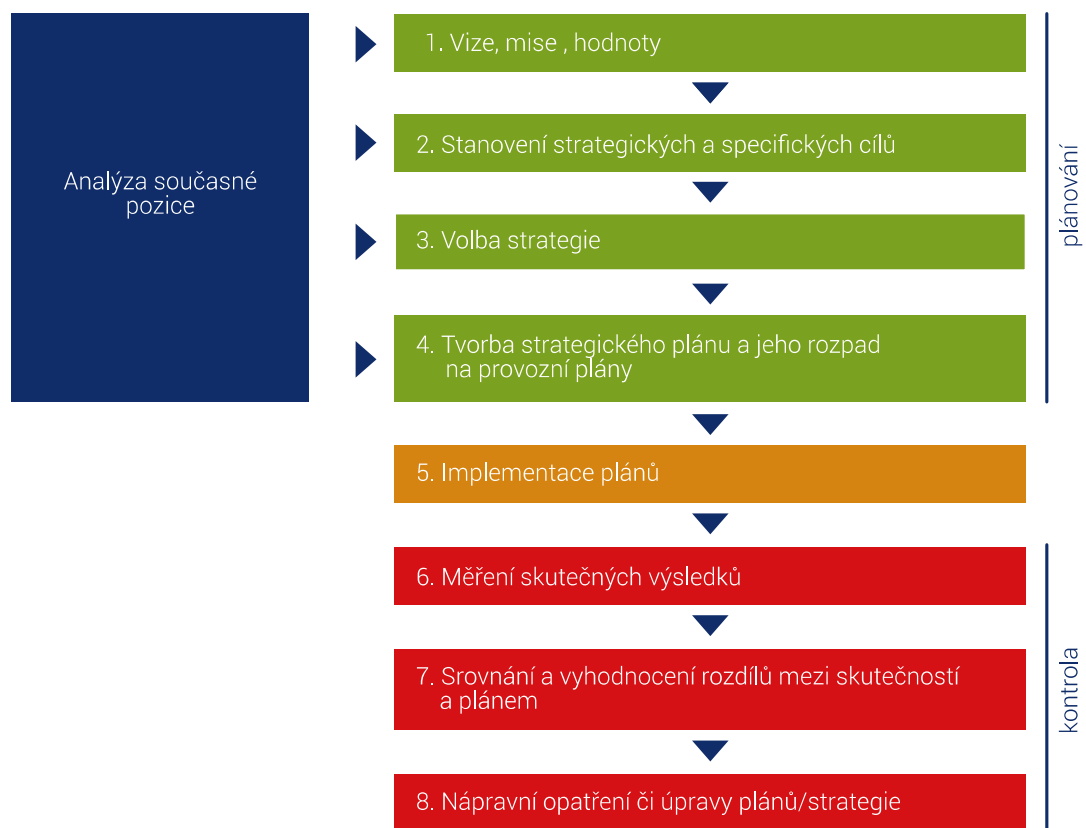 Analýza současné
pozice
1. Vize, mise , hodnoty
2. Stanovení strategických a specifických cílů
3. Volba strategie
4. Tvorba strategického plánu a jeho rozpad
na provozní plány
plánování
5. Implementace plánů
6. Měření skutečných výsledků
7. Srovnání a vyhodnocení rozdílů mezi skutečností
a plánem
8. Nápravní opatření či úpravy plánů/strategie
kontrola